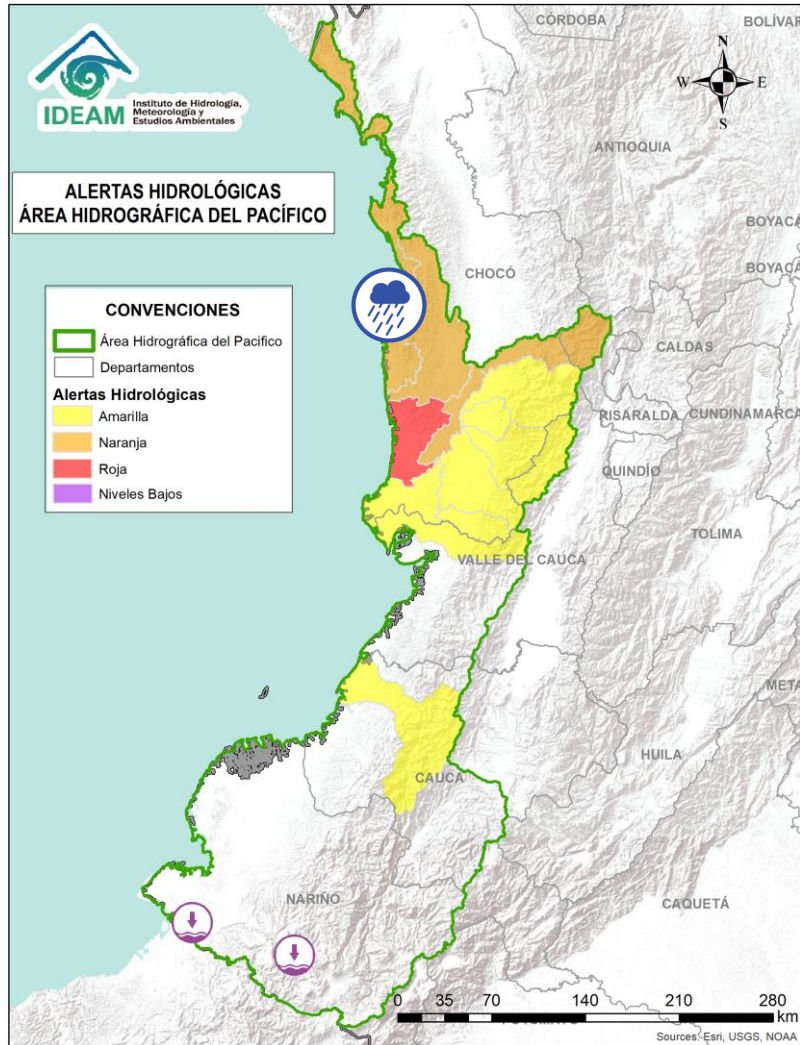 IDEAM
Instituto de Hidrología,
Meteorología y
Estudios Ambientales
ALERTAS HIDROLÓGICAS
ÁREA HIDROGRÁFICA DEL PACÍFICO
CONVENCIONES
Área Hidrográfica del Pacifico
Departamentos
Alertas Hidrológicas
Amarilla
Naranja
Roja
Niveles Bajos
N
W E
S
CÓRDOBA
BOLÍVAR
ANTIOQUIA
BOYACÁ
CHOCÓ
BOYACÁ
CALDAS
RISARALDA
CUNDINAMARCA
QUINDÍO
TOLIMA
VALLE DEL CAUCA
META
HUILA
CAUCA
NARIÑO
CAQUETÁ
0 35 70 140 210 280
km
Sources: Esri, USGS, NOAA